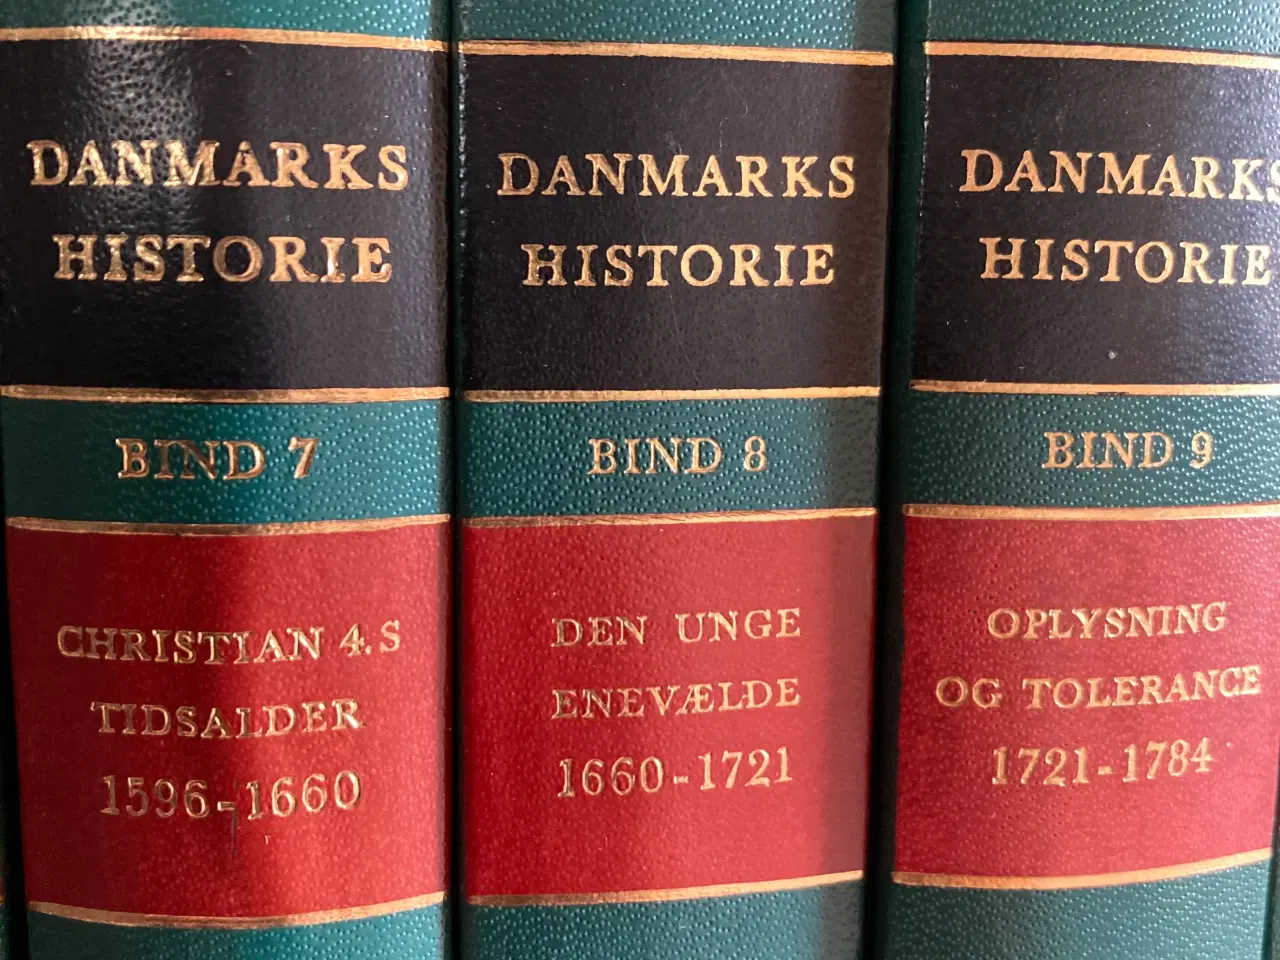 DANMARKS
HISTORIE
BIND 7
CHRISTIAN 4.S
TIDSALDER
1596-1660
DANMARKS
HISTORIE
BIND 8
DEN UNGE
ENEVÆLDE
1660-1721
DANMARKS
HISTORIE
BIND 9
OPLYSNING
OG TOLERANCE
1721-1784